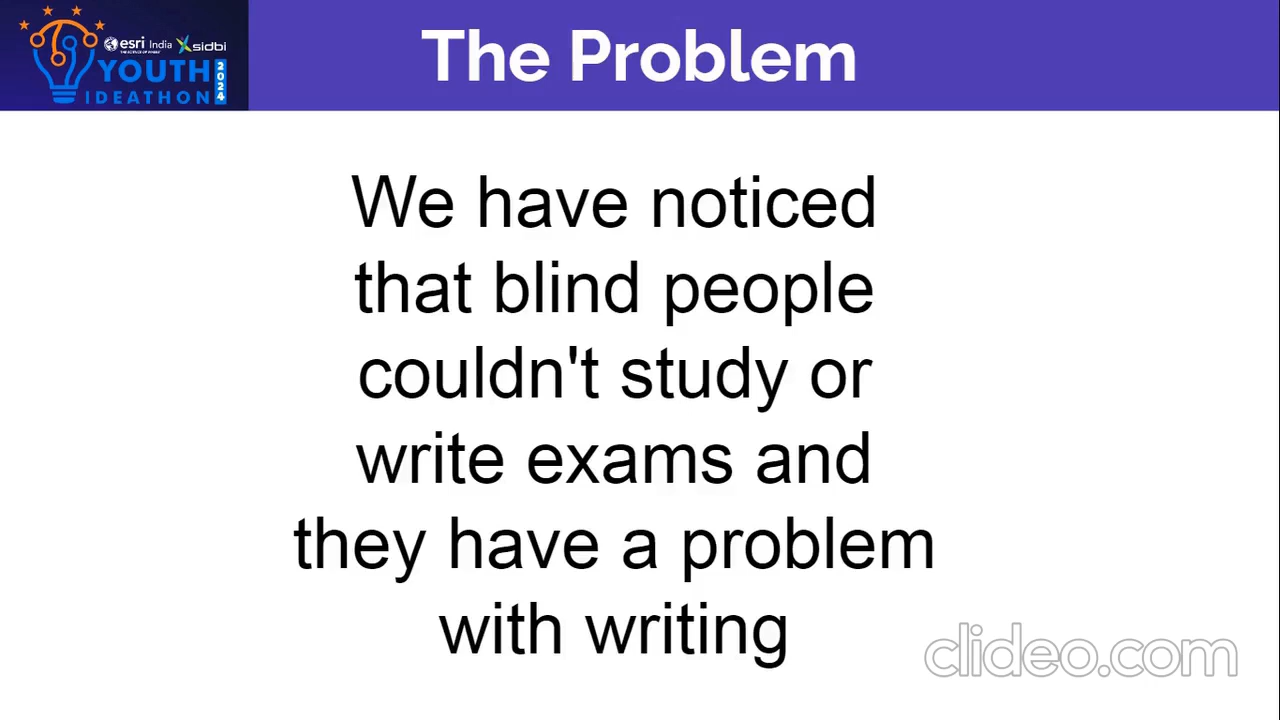 esri India sidbi
YOUTH 2024
IDEATHON
The Problem
We have noticed
that blind people
couldn't study or
write exams and
they have a problem
with writing
clideo.com